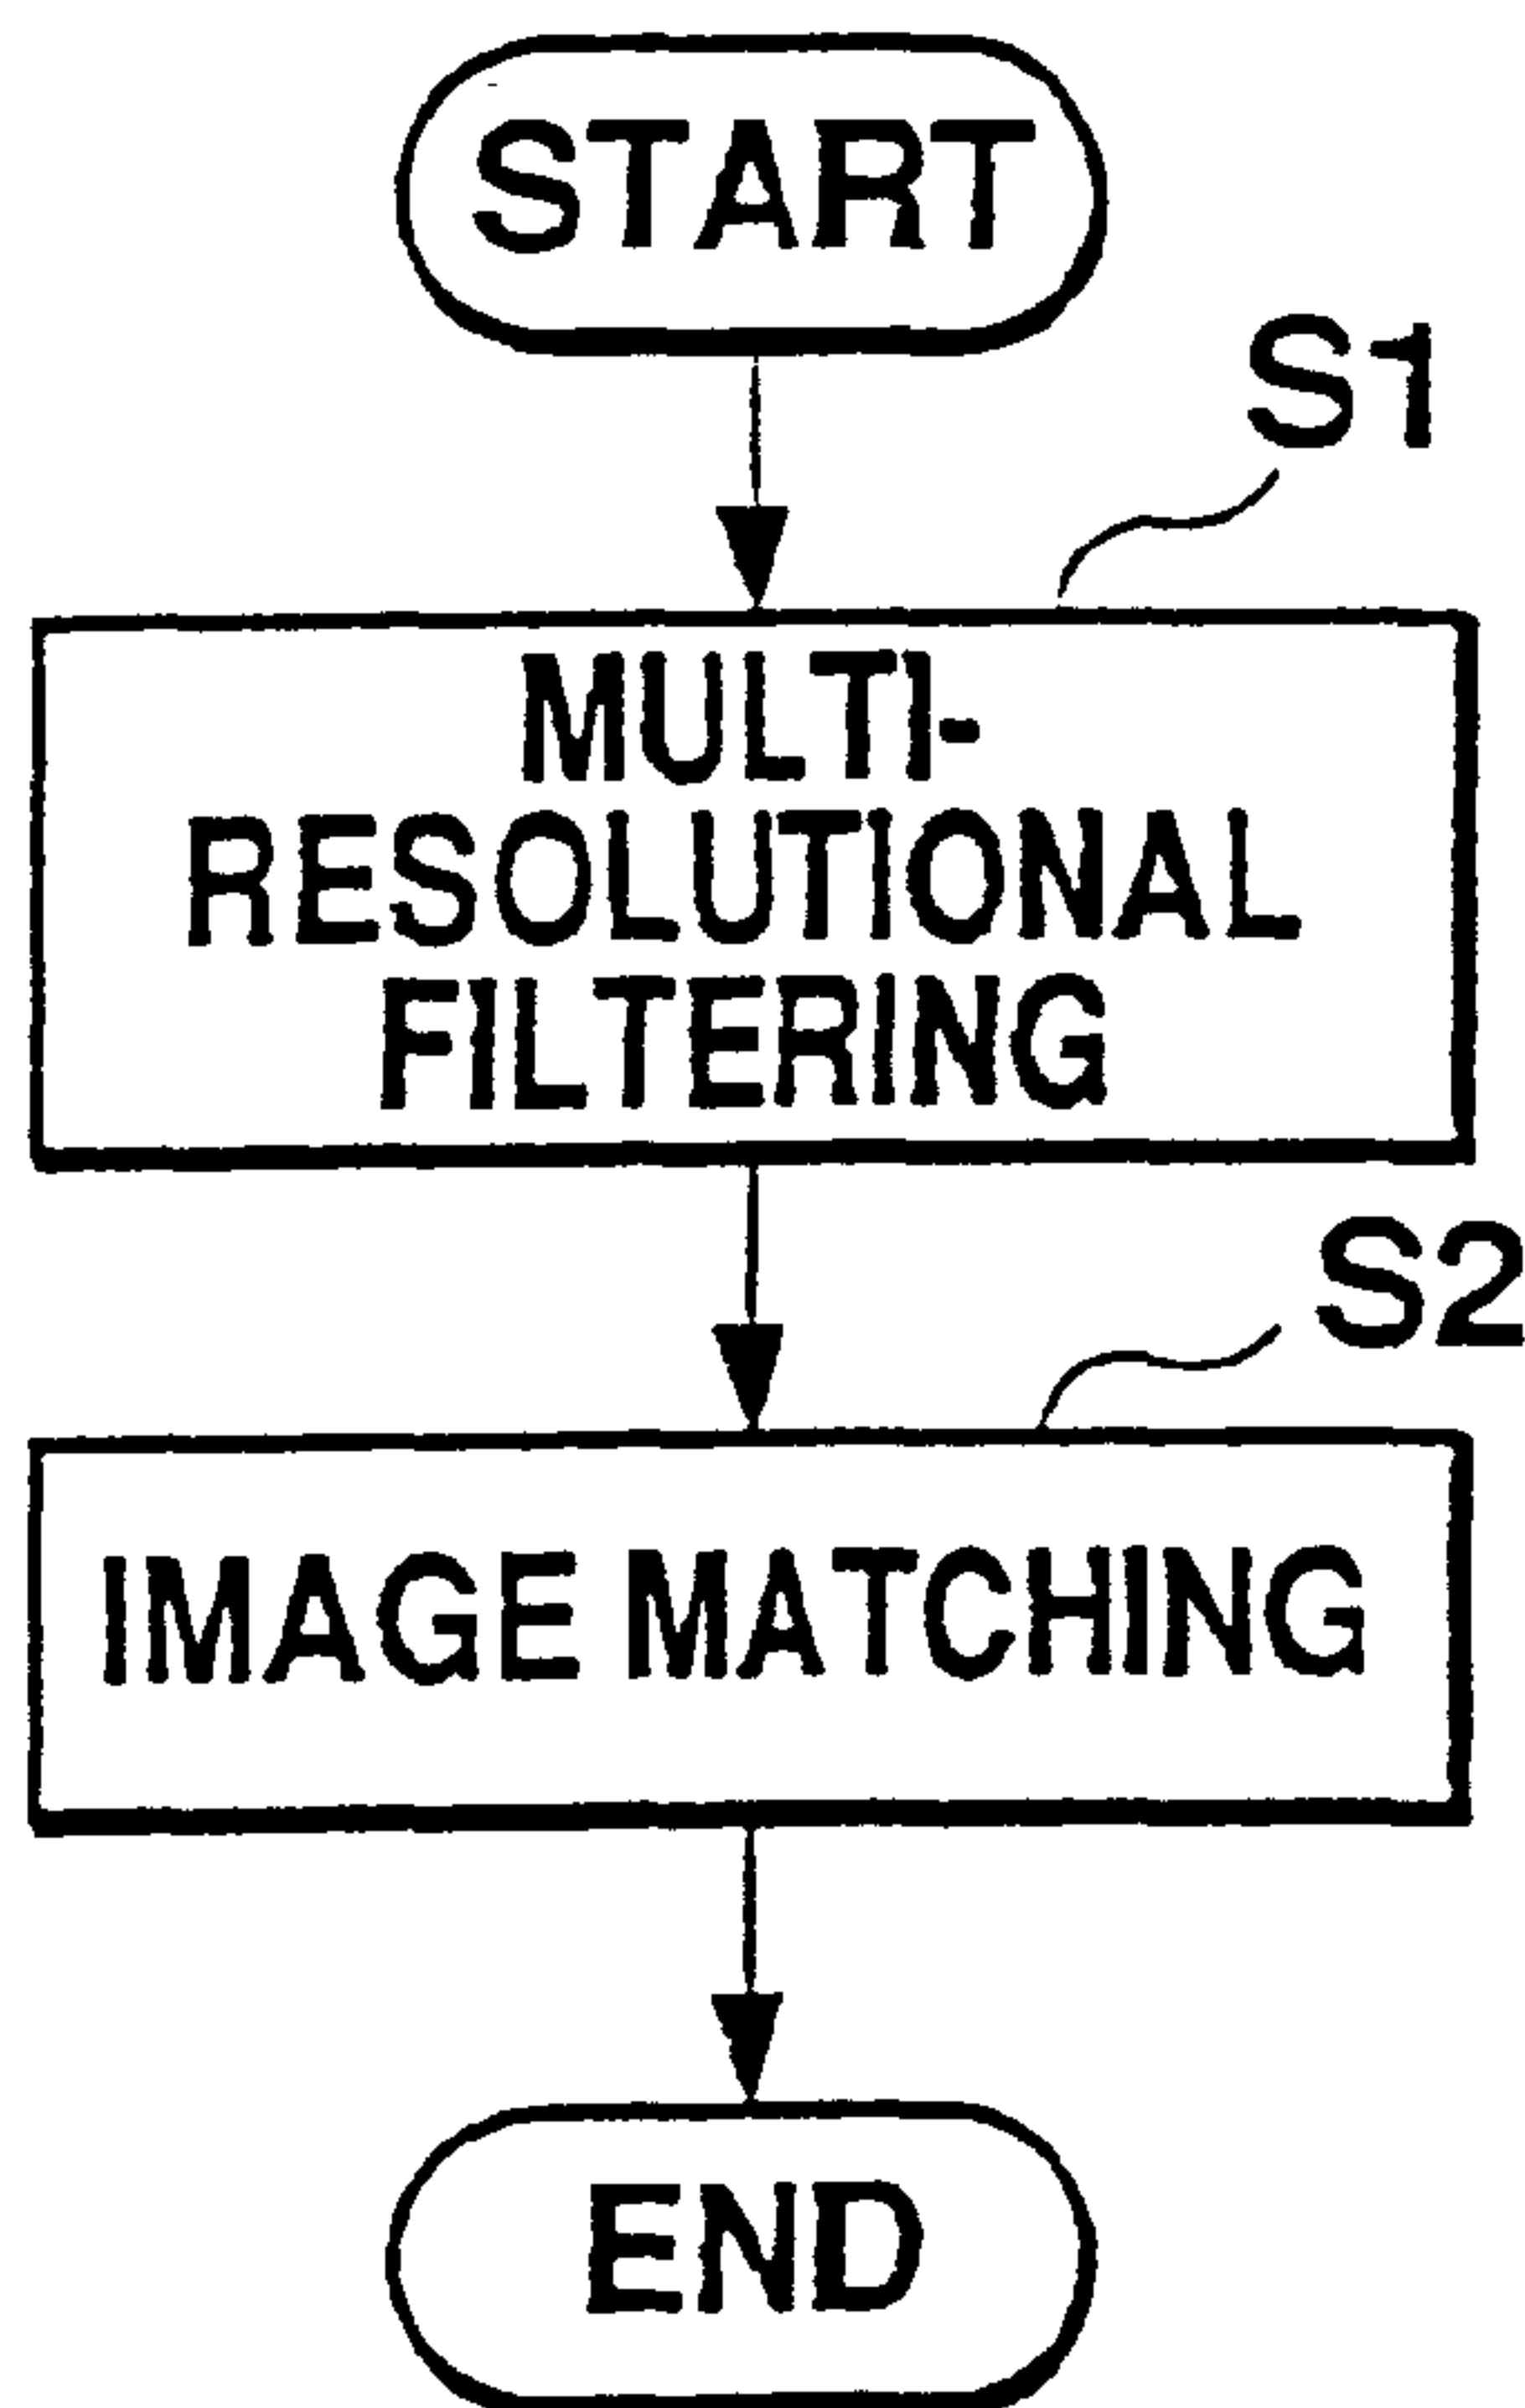 START
S1
MULTI-
RESOLUTIONAL
FILTERING
S2
IMAGE MATCHING
END